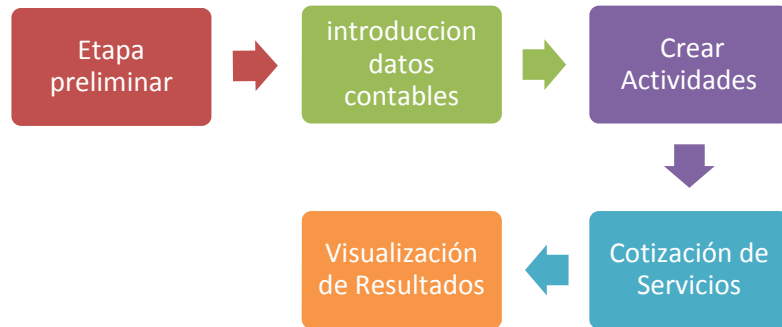 Etapa
preliminar
introduccion
datos
contables
Crear
Actividades
Cotización de
Servicios
Visualización
de Resultados